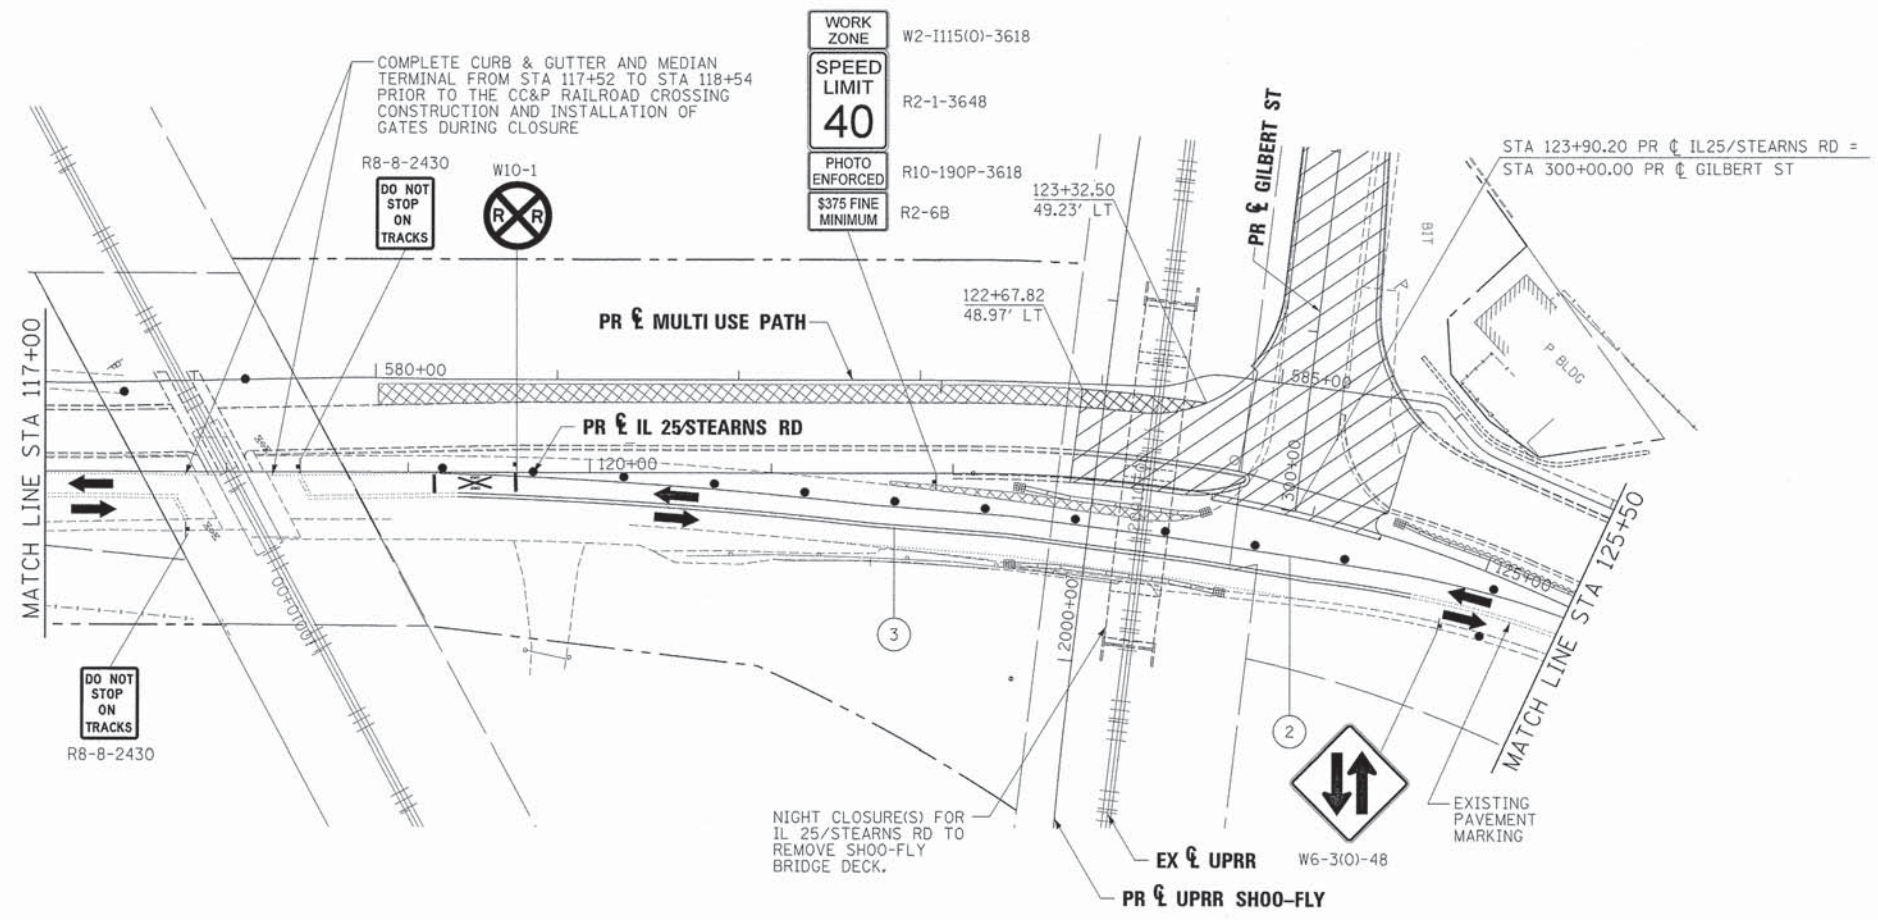 WORK
ZONE
W2-I115(O)-3618
SPEED
LIMIT
40
R2-1-3648
PHOTO
ENFORCED
R10-190P-3618
$375 FINE
MINIMUM
R2-6B
COMPLETE CURB & GUTTER AND MEDIAN
TERMINAL FROM STA 117+52 TO STA 118+54
PRIOR TO THE CC&P RAILROAD CROSSING
CONSTRUCTION AND INSTALLATION OF
GATES DURING CLOSURE
R8-8-2430
DO NOT
STOP
ON
TRACKS
W10-1
R R
123+32.50
49.23' LT
122+67.82
48.97' LT
PR ℄ GILBERT ST
STA 123+90.20 PR ℄ IL25/STEARNS RD =
STA 300+00.00 PR ℄ GILBERT ST
BIT
P BLDG
PR ℄ MULTI USE PATH
580+00
585+00
PR ℄ IL 25/STEARNS RD
120+00
300+00
125+00
MATCH LINE STA 117+00
MATCH LINE STA 125+50
2000+00
3
2
DO NOT
STOP
ON
TRACKS
R8-8-2430
NIGHT CLOSURE(S) FOR
IL 25/STEARNS RD TO
REMOVE SHOO-FLY
BRIDGE DECK.
EX ℄ UPRR
PR ℄ UPRR SHOO-FLY
W6-3(O)-48
EXISTING
PAVEMENT
MARKING